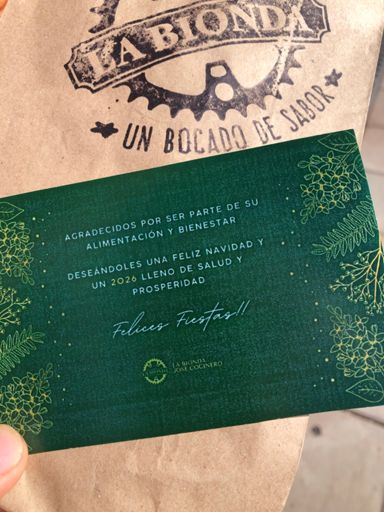 LA BIONDA
UN BOCADO DE SABOR
AGRADECIDOS POR SER PARTE DE SU
ALIMENTACIÓN Y BIENESTAR
DESEÁNDOLES UNA FELIZ NAVIDAD Y
UN 2026 LLENO DE SALUD Y
PROSPERIDAD
Felices Fiestas!!
LA BIONDA
JOSE COCINERO